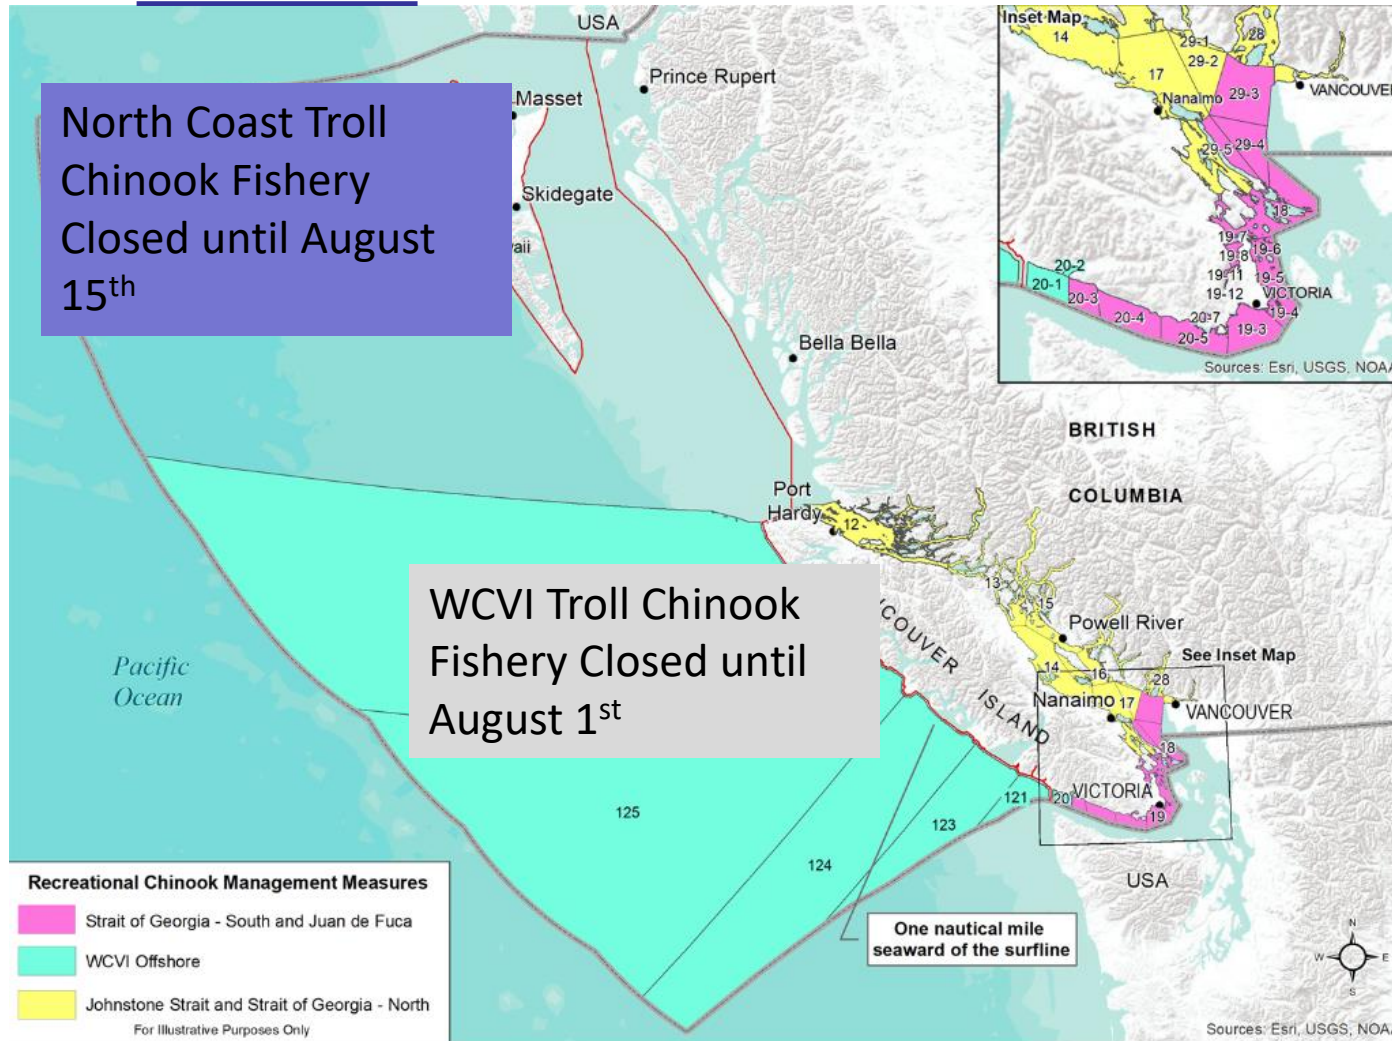 USA
Prince Rupert
Masset
Skidegate
waii
North Coast Troll
Chinook Fishery
Closed until August
15th
Inset Map
14
29-1
28
29-2
17
29-3
VANCOUVER
Nanaimo
29-5
29-4
18
19-7
19-6
19-8
20-2
19-11
19-5
20-1
19-12
VICTORIA
20-3
19-4
20-4
20-7
19-3
20-5
Sources: Esri, USGS, NOAA
Bella Bella
BRITISH
COLUMBIA
Port
Hardy
12
13
15
Powell River
WCVI Troll Chinook
Fishery Closed until
August 1st
COUVER
ISLAND
See Inset Map
14
16
28
Nanaimo
17
VANCOUVER
18
Pacific
Ocean
VICTORIA
20
19
121
123
124
125
USA
One nautical mile
seaward of the surfline
Recreational Chinook Management Measures
Strait of Georgia - South and Juan de Fuca
WCVI Offshore
Johnstone Strait and Strait of Georgia - North
For Illustrative Purposes Only
N
W
E
S
Sources: Esri, USGS, NOAA